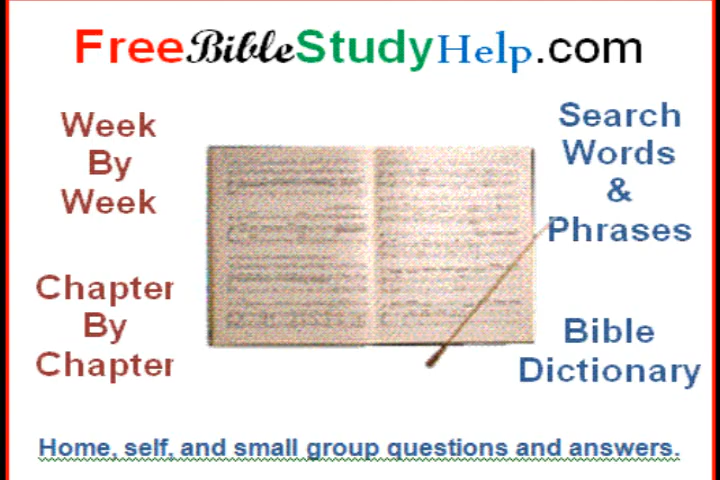 FreeBibleStudyHelp.com
Week
By
Week
Chapter
By
Chapter
Search
Words
&
Phrases
Bible
Dictionary
Home, self, and small group questions and answers.